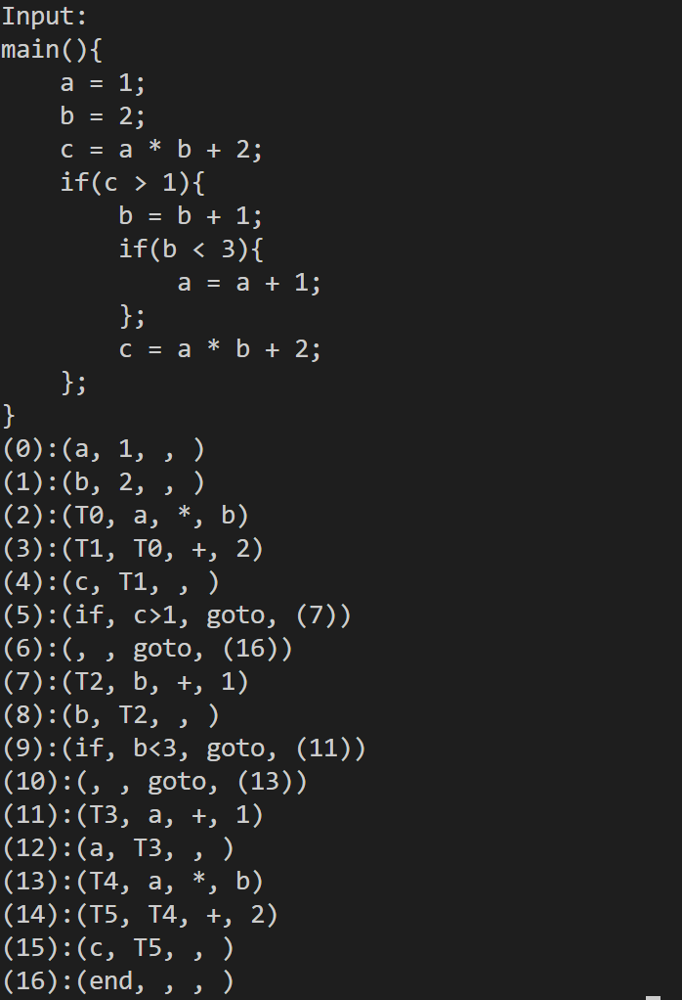 Input:
main(){
    a = 1;
    b = 2;
    c = a * b + 2;
    if(c > 1){
        b = b + 1;
        if(b < 3){
            a = a + 1;
        };
        c = a * b + 2;
    };
}
(0):(a, 1, , )
(1):(b, 2, , )
(2):(T0, a, *, b)
(3):(T1, T0, +, 2)
(4):(c, T1, , )
(5):(if, c>1, goto, (7))
(6):(, , goto, (16))
(7):(T2, b, +, 1)
(8):(b, T2, , )
(9):(if, b<3, goto, (11))
(10):(, , goto, (13))
(11):(T3, a, +, 1)
(12):(a, T3, , )
(13):(T4, a, *, b)
(14):(T5, T4, +, 2)
(15):(c, T5, , )
(16):(end, , , )